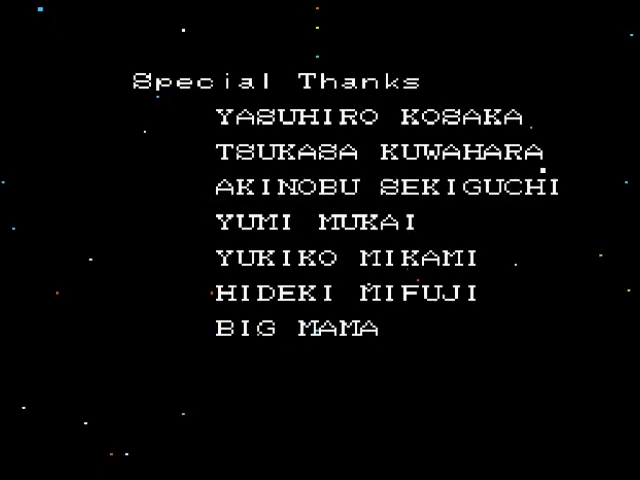 Special Thanks
YASUHIRO KOSAKA
TSUKASA KUWAHARA
AKINOBU SEKIGUCHI
YUMI MUKAI
YUKIKO MIKAMI
HIDEKI MIFUJI
BIG MAMA